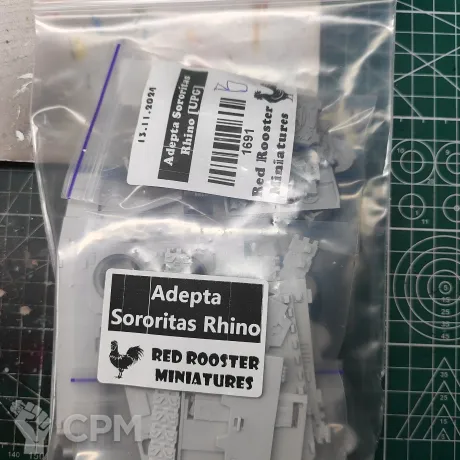 13.11.2024
Adepta Sororitas
Rhino [UPG]
1691
Red Rooster
Miniatures
Adepta
Sororitas Rhino
RED ROOSTER
MINIATURES
CPM